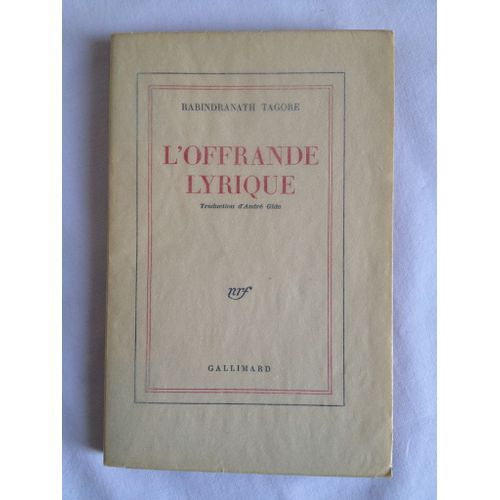 RABINDRANATH TAGORE
L'OFFRANDE
LYRIQUE
Traduction d'André Gide
nrf
GALLIMARD